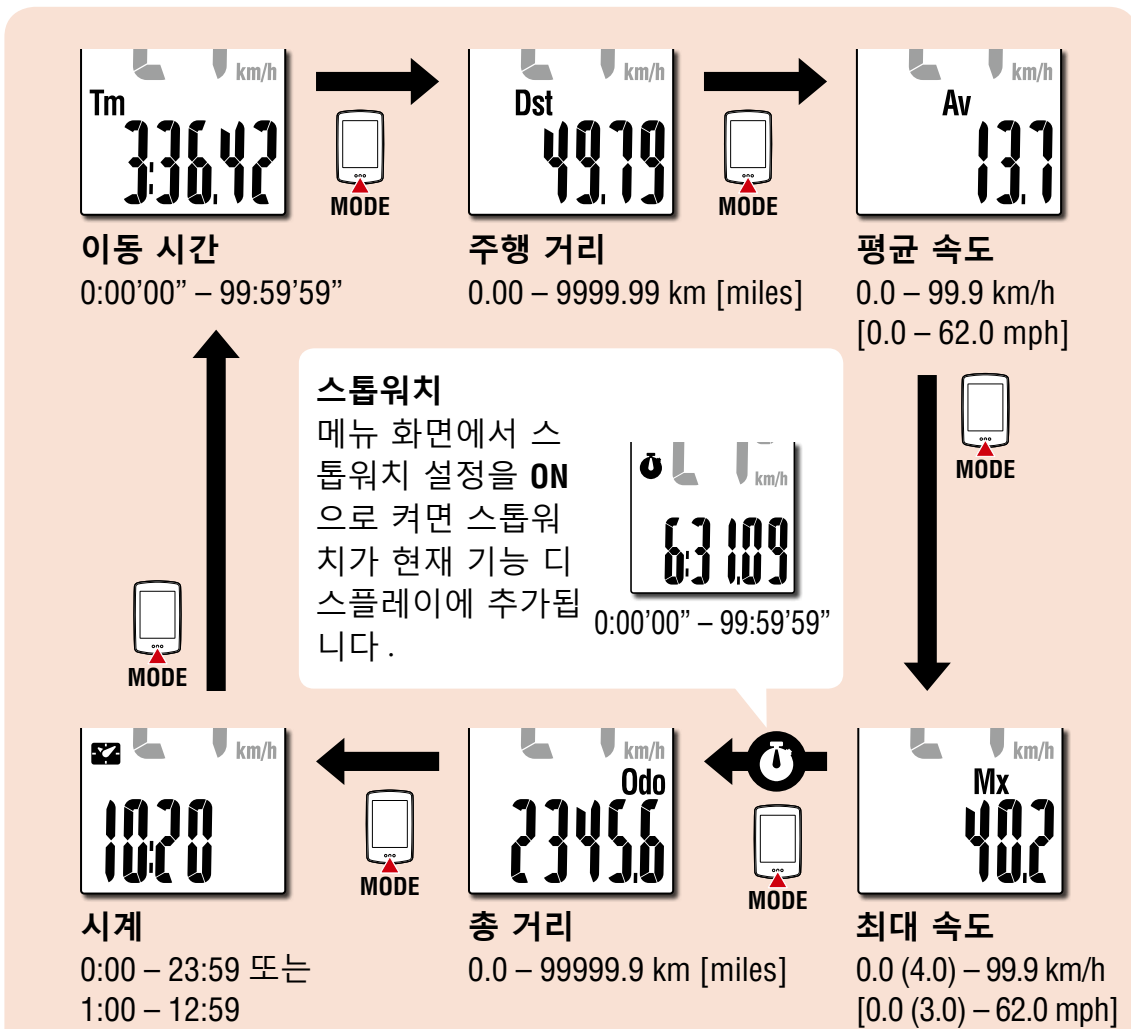 km/h
Tm
3:36.42
MODE
km/h
Dst
49.79
MODE
km/h
Av
13.7
이동 시간
0:00’00” – 99:59’59”
주행 거리
0.00 – 9999.99 km [miles]
평균 속도
0.0 – 99.9 km/h
[0.0 – 62.0 mph]
MODE
스톱워치
메뉴 화면에서 스
톱워치 설정을 ON
으로 켜면 스톱워
치가 현재 기능 디
스플레이에 추가됩
니다.
km/h
6:31.09
0:00’00” – 99:59’59”
MODE
km/h
10:20
MODE
km/h
Odo
2345.6
MODE
km/h
Mx
40.2
시계
0:00 – 23:59 또는
1:00 – 12:59
총 거리
0.0 – 99999.9 km [miles]
최대 속도
0.0 (4.0) – 99.9 km/h
[0.0 (3.0) – 62.0 mph]